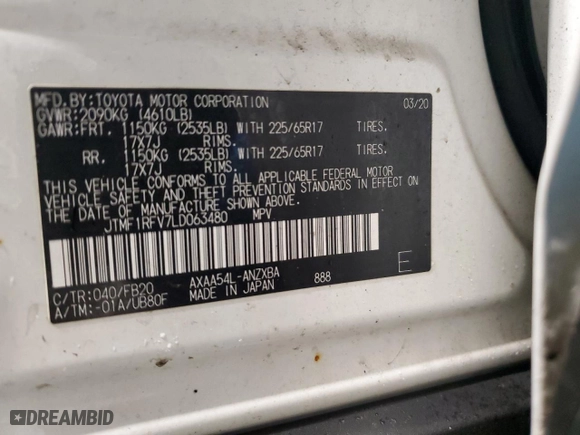 MFD.BY:TOYOTA MOTOR CORPORATION 03/20
GVWR:2090KG (4610LB)
GAWR:FRT. 1150KG (2535LB) WITH 225/65R17 TIRES.
17X7J RIMS.
RR. 1150KG (2535LB) WITH 225/65R17 TIRES.
17X7J RIMS.
THIS VEHICLE CONFORMS TO ALL APPLICABLE FEDERAL MOTOR
VEHICLE SAFETY AND THEFT PREVENTION STANDARDS IN EFFECT ON
THE DATE OF MANUFACTURE SHOWN ABOVE.
JTMF1RFV7LD063480 MPV
C/TR:040/FB20 AXAA54L-ANZXBA E
A/TM:-01A/UB80F MADE IN JAPAN 888
DREAMBID